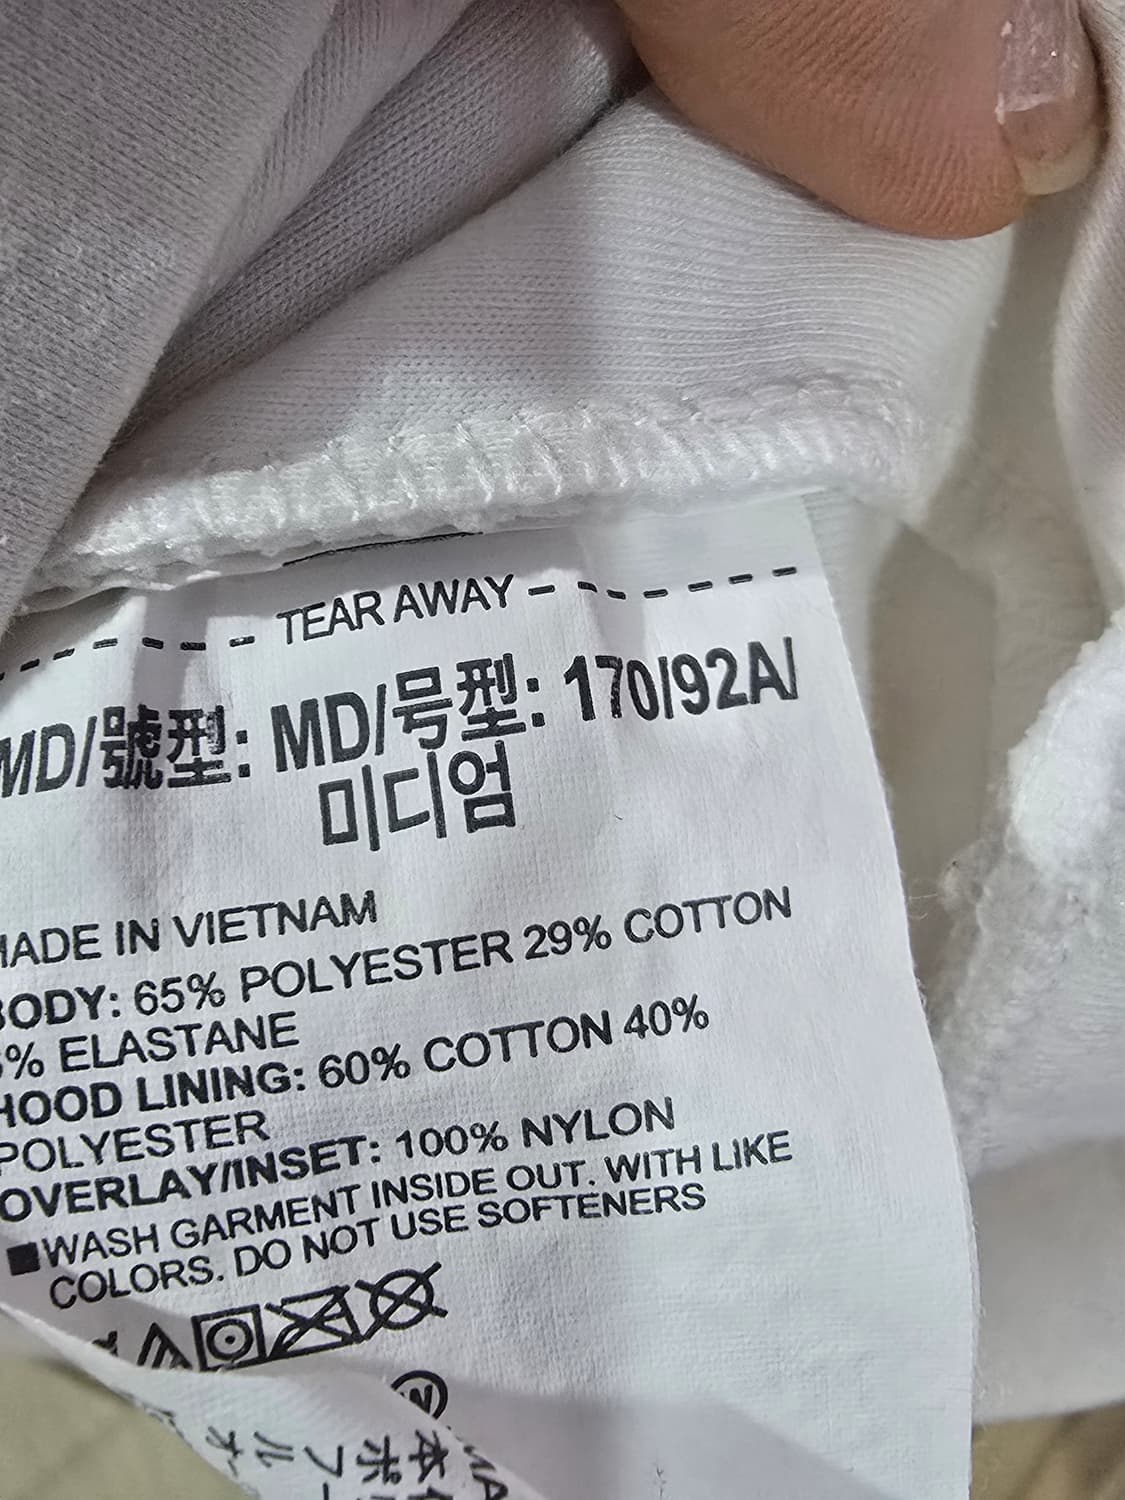 TEAR AWAY
MD/號型: MD/号型: 170/92A/
미디엄
MADE IN VIETNAM
BODY: 65% POLYESTER 29% COTTON
% ELASTANE
HOOD LINING: 60% COTTON 40%
POLYESTER
OVERLAY/INSET: 100% NYLON
■WASH GARMENT INSIDE OUT. WITH LIKE
COLORS. DO NOT USE SOFTENERS
W